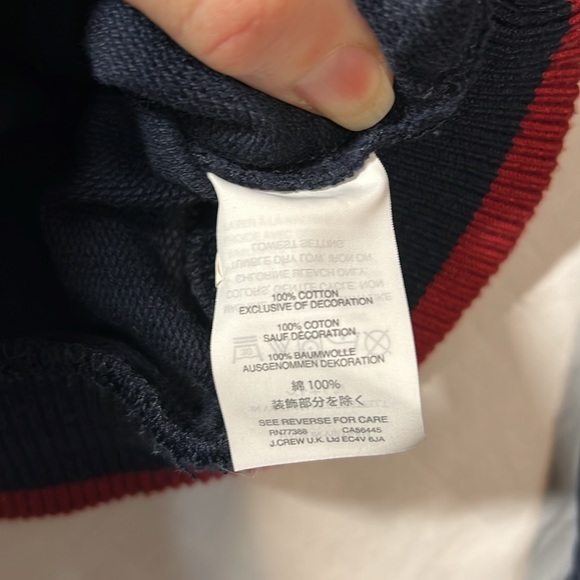 100% COTTON
EXCLUSIVE OF DECORATION
100% COTON
SAUF DÉCORATION
100% BAUMWOLLE
AUSGENOMMEN DEKORATION
綿 100%
装飾部分を除く
SEE REVERSE FOR CARE
RN77388 CA56445
J.CREW U.K. Ltd EC4V 6JA